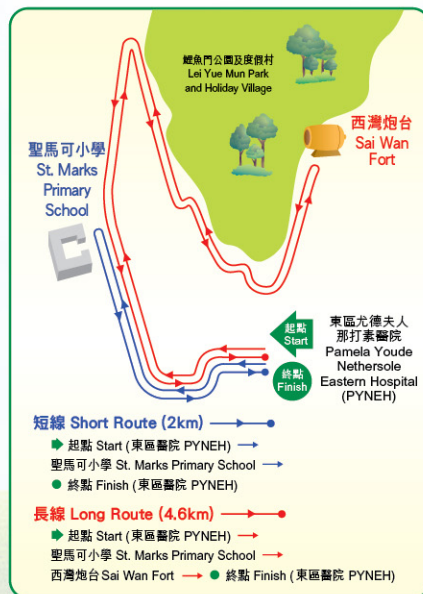 鯉魚門公園及度假村
Lei Yue Mun Park
and Holiday Village
西灣炮台
Sai Wan
Fort
聖馬可小學
St. Marks
Primary
School
起點
Start
終點
Finish
東區尤德夫人
那打素醫院
Pamela Youde
Nethersole
Eastern Hospital
(PYNEH)
短線 Short Route (2km)
起點 Start (東區醫院 PYNEH)
聖馬可小學 St. Marks Primary School
終點 Finish (東區醫院 PYNEH)
長線 Long Route (4.6km)
起點 Start (東區醫院 PYNEH)
聖馬可小學 St. Marks Primary School
西灣炮台 Sai Wan Fort → 終點 Finish (東區醫院 PYNEH)